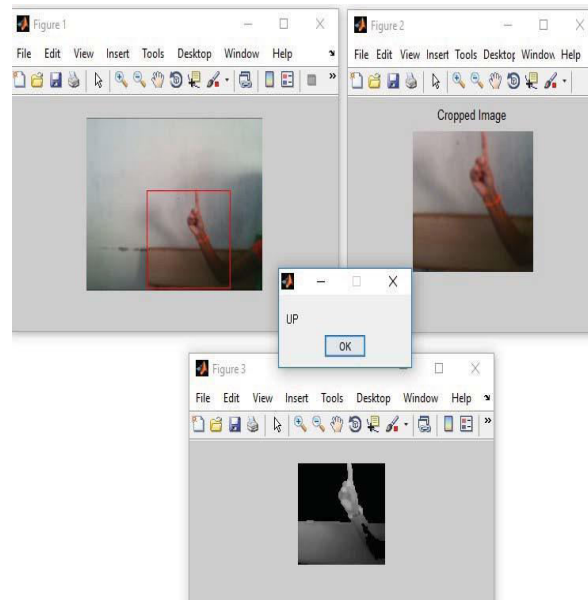 Figure 1
File Edit View Insert Tools Desktop Window Help
Figure 2
File Edit View Insert Tools Desktop Window Help
Cropped Image
UP
OK
Figure 3
File Edit View Insert Tools Desktop Window Help